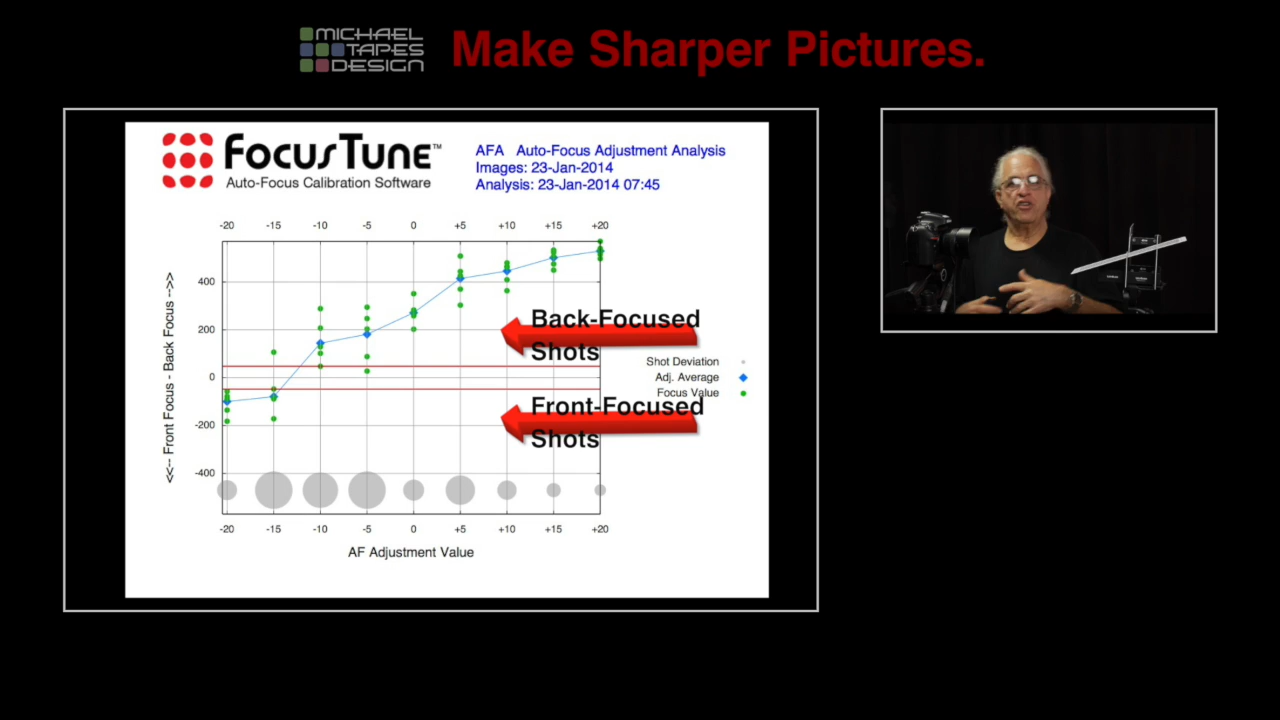 MICHAEL
TAPES
DESIGN
Make Sharper Pictures.
FocusTune™
Auto-Focus Calibration Software
AFA Auto-Focus Adjustment Analysis
Images: 23-Jan-2014
Analysis: 23-Jan-2014 07:45
-20 -15 -10 -5 0 +5 +10 +15 +20
400
200
0
-200
-400
<<-- Front Focus - Back Focus -->>
Back-Focused
Shots
Shot Deviation
Adj. Average
Focus Value
Front-Focused
Shots
-20 -15 -10 -5 0 +5 +10 +15 +20
AF Adjustment Value